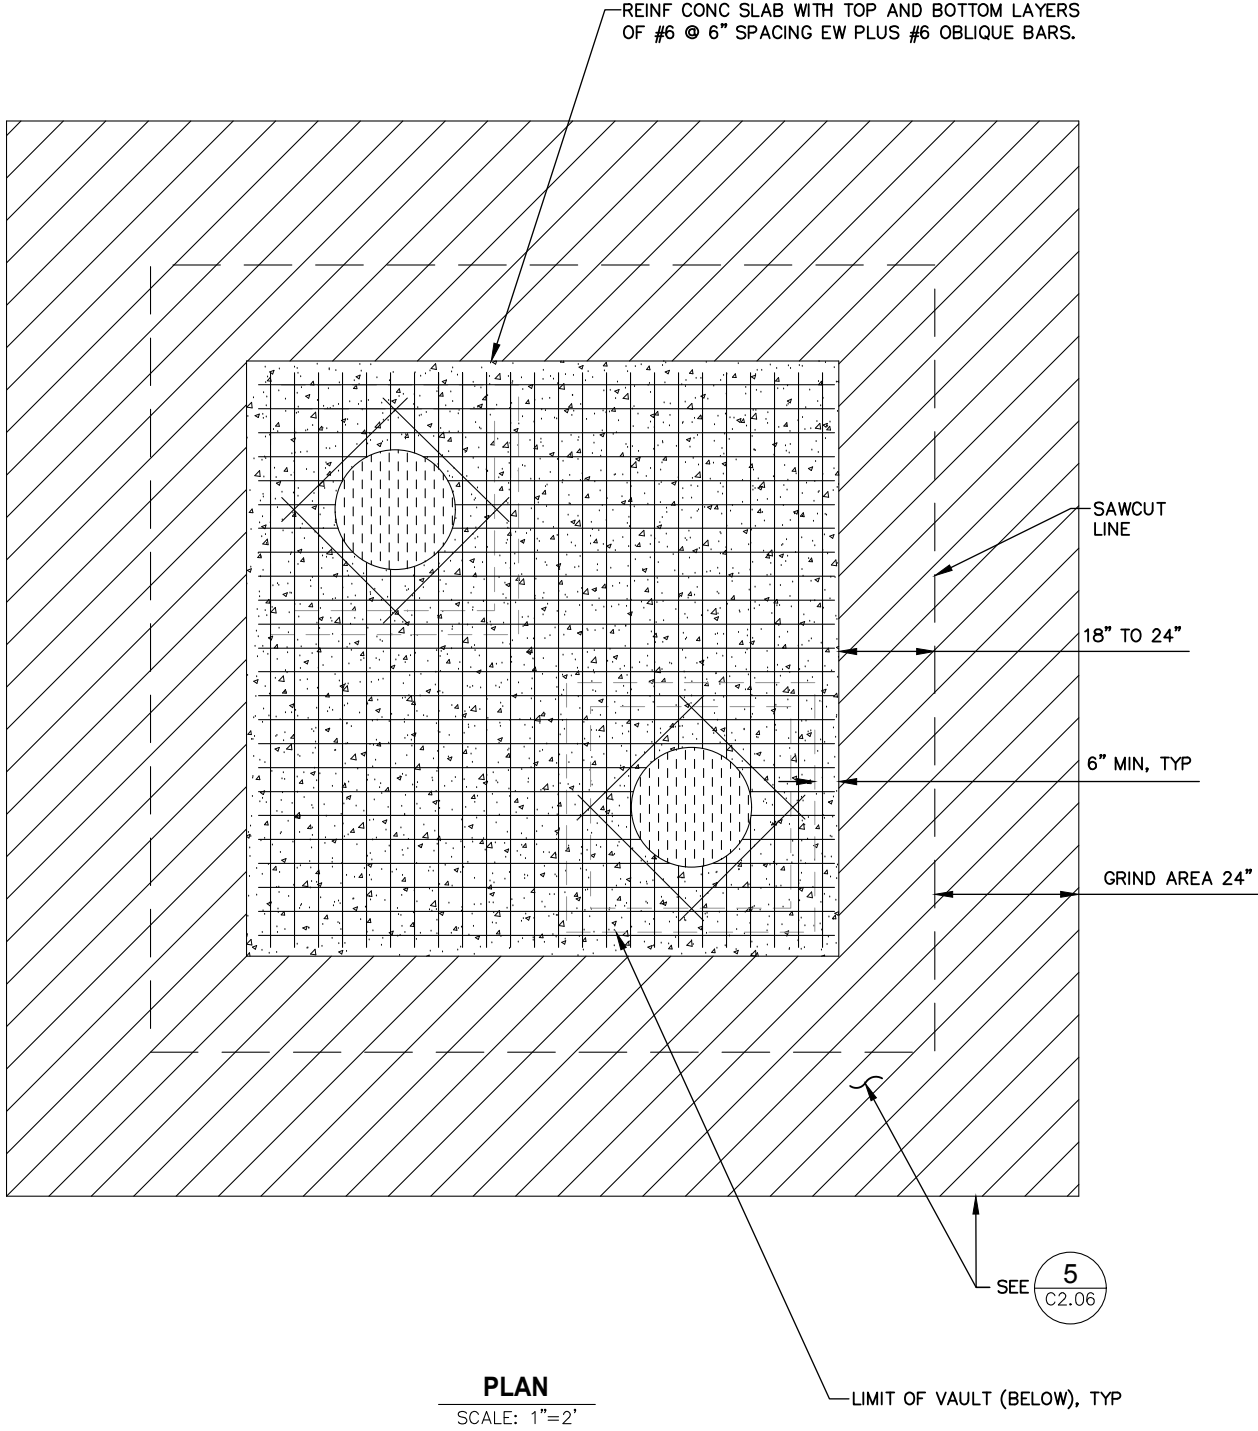 REINF CONC SLAB WITH TOP AND BOTTOM LAYERS
OF #6 @ 6" SPACING EW PLUS #6 OBLIQUE BARS.
SAWCUT
LINE
18" TO 24"
6" MIN, TYP
GRIND AREA 24"
SEE
5
C2.06
LIMIT OF VAULT (BELOW), TYP
PLAN
SCALE: 1"=2'